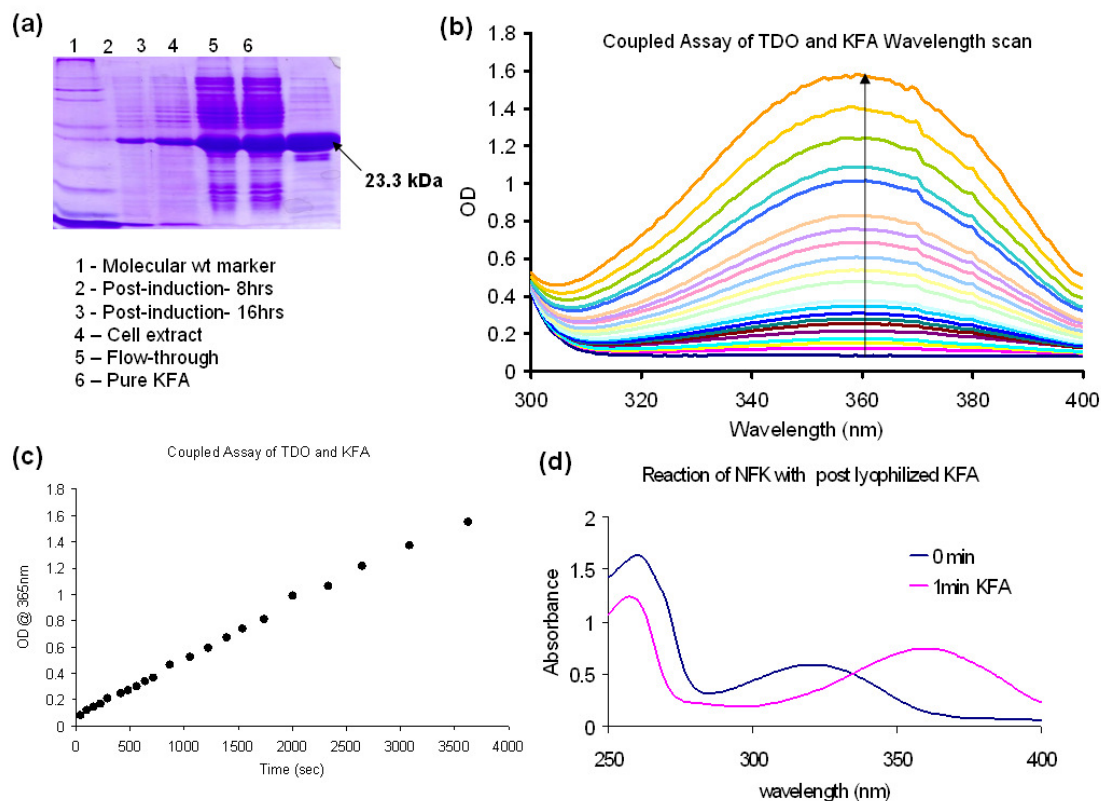 (a)
1 2 3 4 5 6
23.3 kDa
1 - Molecular wt marker
2 - Post-induction- 8hrs
3 - Post-induction- 16hrs
4 – Cell extract
5 – Flow-through
6 – Pure KFA
(b)
Coupled Assay of TDO and KFA Wavelength scan
1.8
1.6
1.4
1.2
1
0.8
0.6
0.4
0.2
0
OD
300 320 340 360 380 400
Wavelength (nm)
(c)
Coupled Assay of TDO and KFA
1.8
1.6
1.4
1.2
1
0.8
0.6
0.4
0.2
0
OD @ 365nm
0 500 1000 1500 2000 2500 3000 3500 4000
Time (sec)
(d)
Reaction of NFK with post lyophilized KFA
2
1.5
1
0.5
0
Absorbance
0 min
1min KFA
250 300 350 400
wavelength (nm)